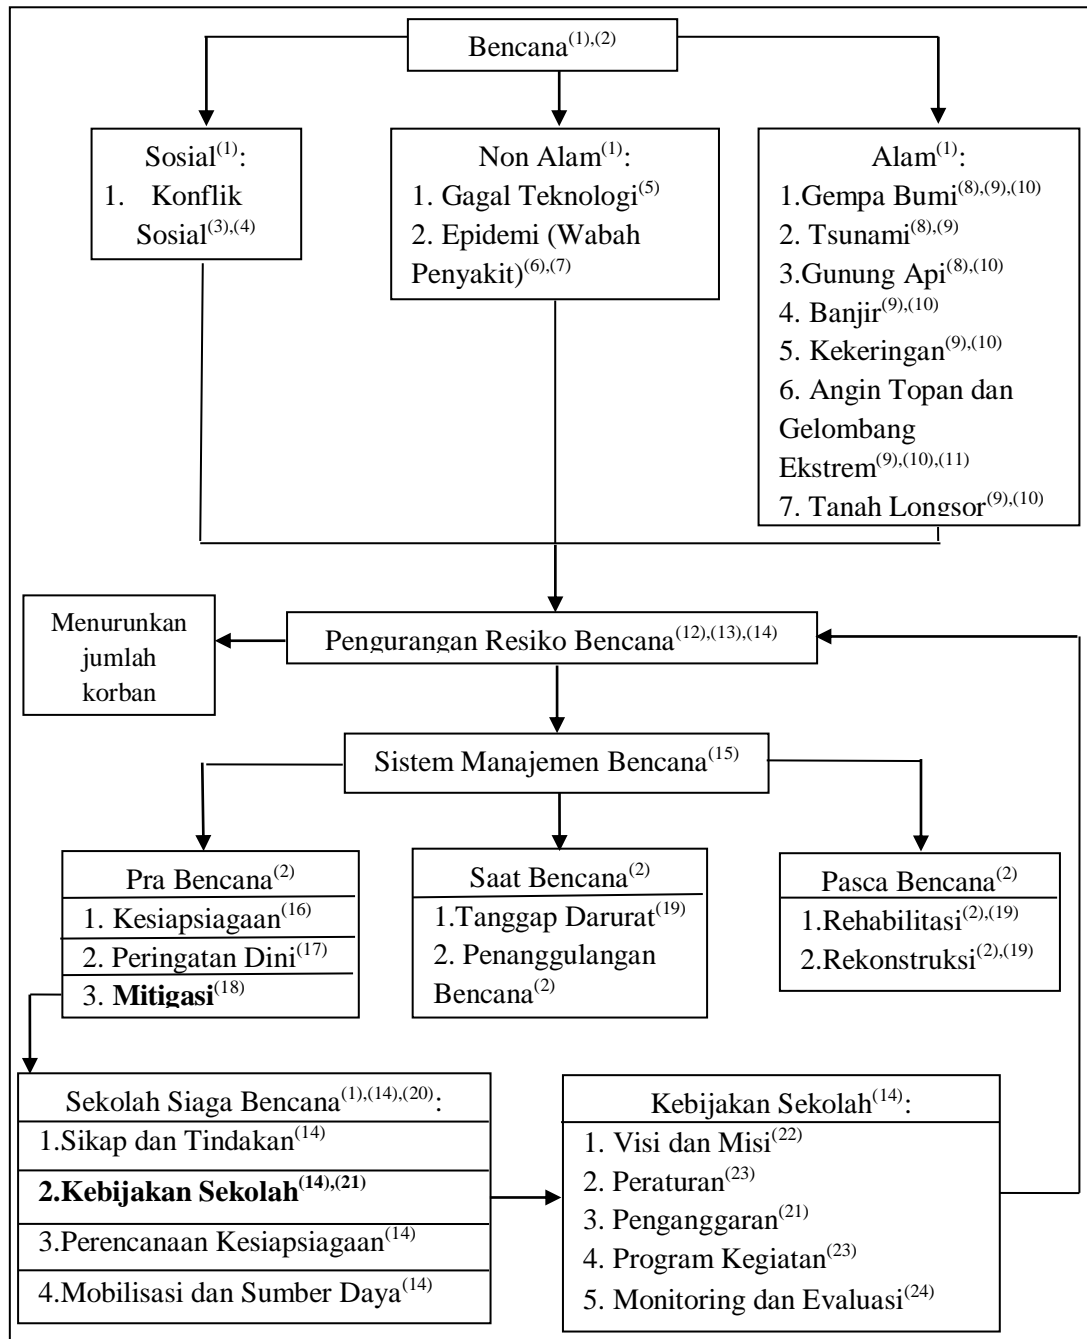 Bencana(1),(2)
Sosial(1):
1. Konflik
Sosial(3),(4)
Non Alam(1):
1. Gagal Teknologi(5)
2. Epidemi (Wabah
Penyakit)(6),(7)
Alam(1):
1.Gempa Bumi(8),(9),(10)
2. Tsunami(8),(9)
3.Gunung Api(8),(10)
4. Banjir(9),(10)
5. Kekeringan(9),(10)
6. Angin Topan dan
Gelombang
Ekstrem(9),(10),(11)
7. Tanah Longsor(9),(10)
Menurunkan
jumlah
korban
Pengurangan Resiko Bencana(12),(13),(14)
Sistem Manajemen Bencana(15)
Pra Bencana(2)
1. Kesiapsiagaan(16)
2. Peringatan Dini(17)
3. Mitigasi(18)
Saat Bencana(2)
1.Tanggap Darurat(19)
2. Penanggulangan
Bencana(2)
Pasca Bencana(2)
1.Rehabilitasi(2),(19)
2.Rekonstruksi(2),(19)
Sekolah Siaga Bencana(1),(14),(20):
1.Sikap dan Tindakan(14)
2.Kebijakan Sekolah(14),(21)
3.Perencanaan Kesiapsiagaan(14)
4.Mobilisasi dan Sumber Daya(14)
Kebijakan Sekolah(14):
1. Visi dan Misi(22)
2. Peraturan(23)
3. Penganggaran(21)
4. Program Kegiatan(23)
5. Monitoring dan Evaluasi(24)